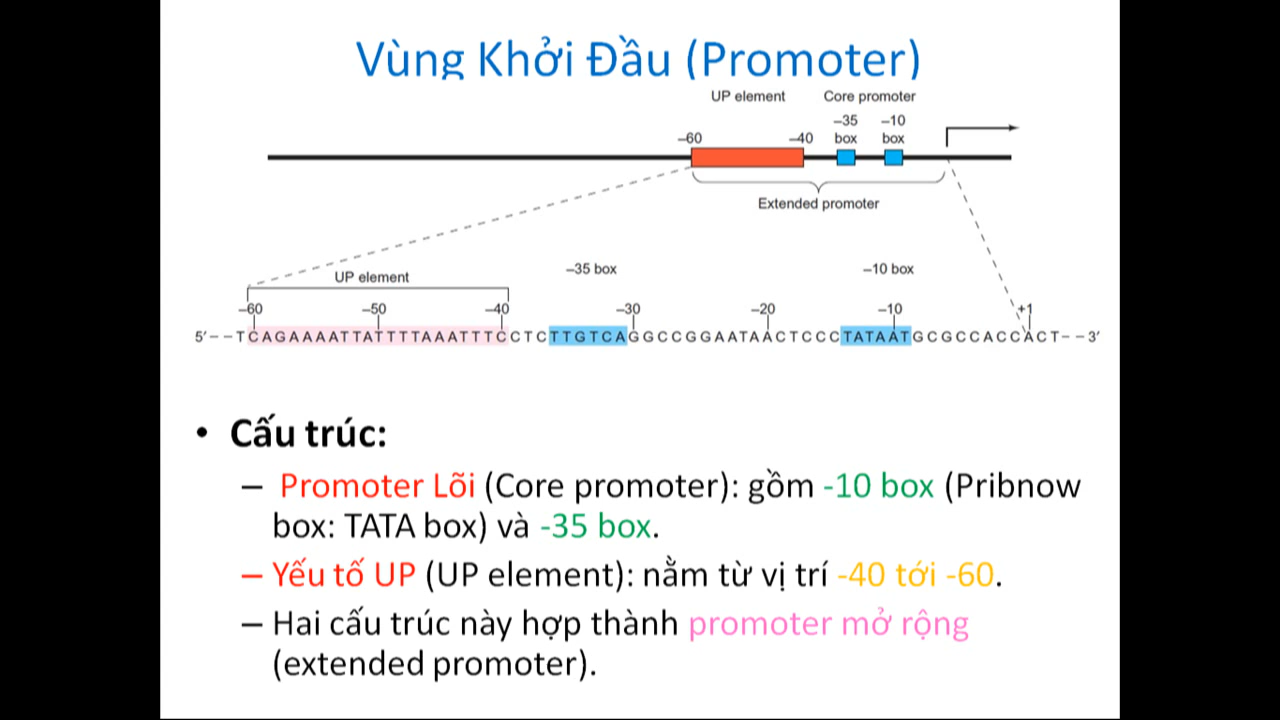 Vùng Khởi Đầu (Promoter)
UP element Core promoter
–35 –10
–60 –40 box box
Extended promoter
–35 box –10 box
UP element
–60 –50 –40 –30 –20 –10 +1
5′––TCAGAAAATTATTTTAAATTTCCTCTTGTCAGGCCGGAATAACTCCCTATAATGCGCCACCACT––3′
• Cấu trúc:
– Promoter Lõi (Core promoter): gồm -10 box (Pribnow
box: TATA box) và -35 box.
– Yếu tố UP (UP element): nằm từ vị trí -40 tới -60.
– Hai cấu trúc này hợp thành promoter mở rộng
(extended promoter).